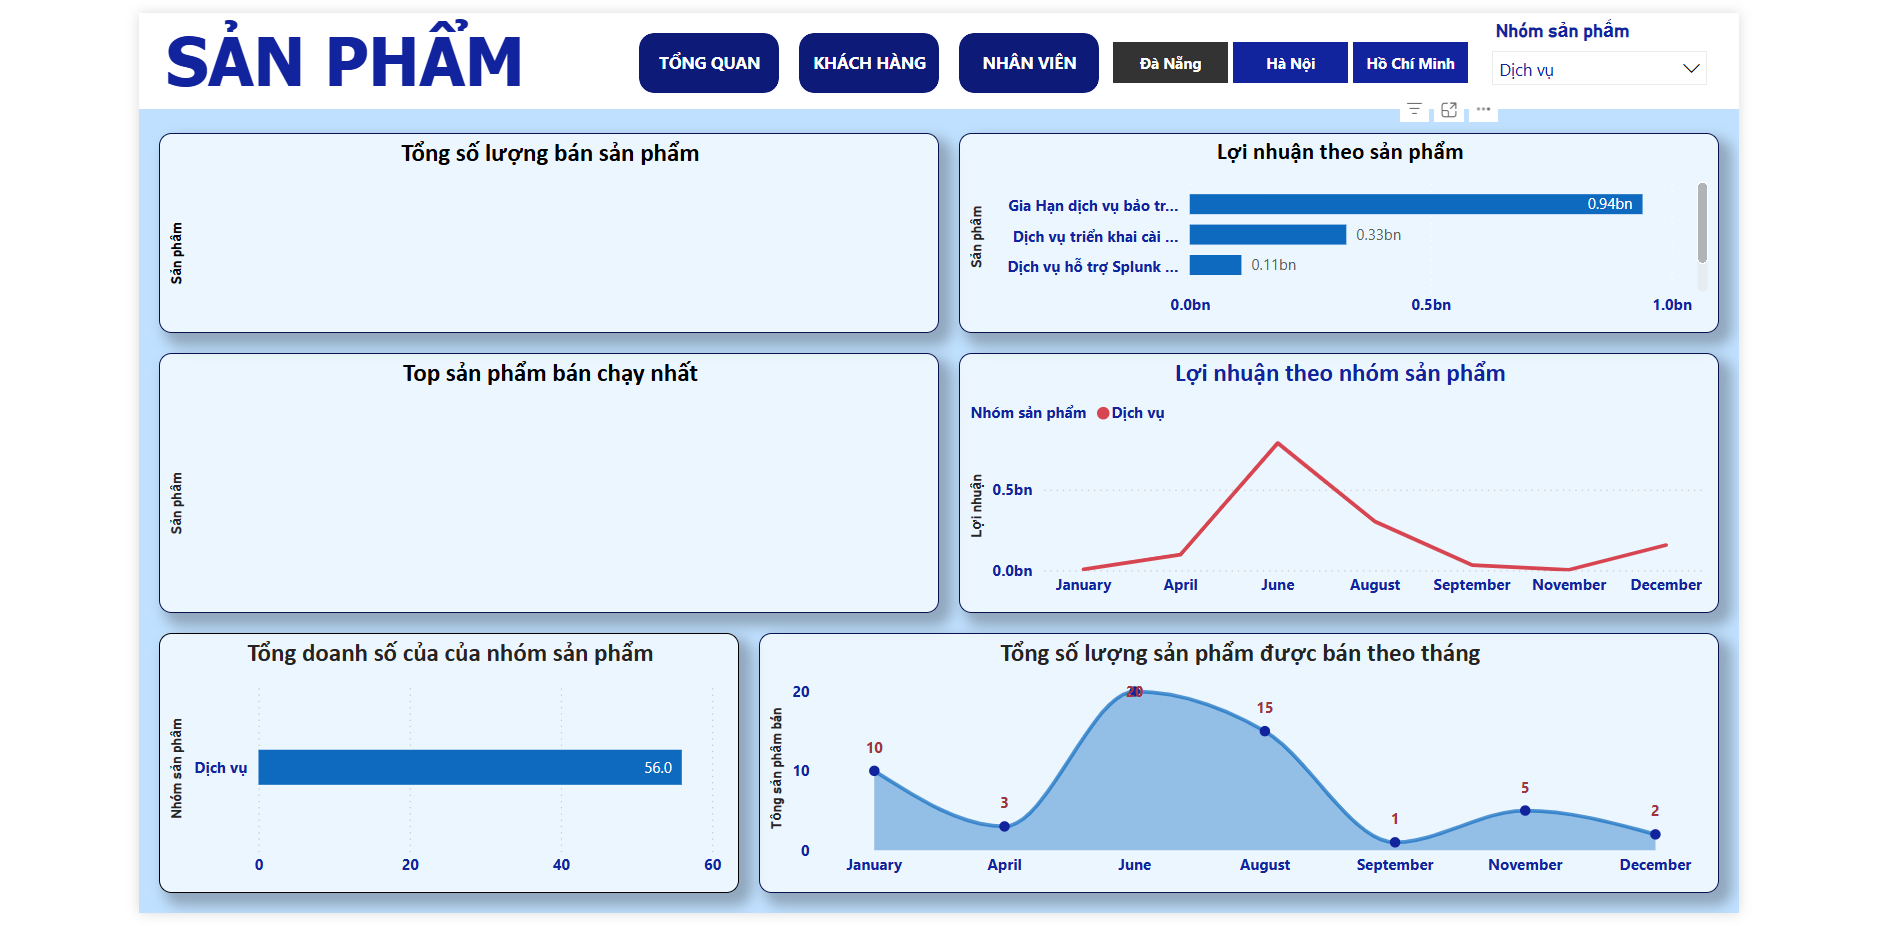 SẢN PHẨM
TỔNG QUAN
KHÁCH HÀNG
NHÂN VIÊN
Đà Nẵng
Hà Nội
Hồ Chí Minh
Nhóm sản phẩm
Dịch vụ
Tổng số lượng bán sản phẩm
Sản phẩm
Lợi nhuận theo sản phẩm
Sản phẩm
Gia Hạn dịch vụ bảo tr...
0.94bn
Dịch vụ triển khai cài ...
0.33bn
Dịch vụ hỗ trợ Splunk ...
0.11bn
0.0bn 0.5bn 1.0bn
Top sản phẩm bán chạy nhất
Sản phẩm
Lợi nhuận theo nhóm sản phẩm
Nhóm sản phẩm Dịch vụ
Lợi nhuận
0.5bn
0.0bn
January April June August September November December
Tổng doanh số của của nhóm sản phẩm
Nhóm sản phẩm
Dịch vụ
56.0
0 20 40 60
Tổng số lượng sản phẩm được bán theo tháng
Tổng sản phẩm bán
20
10
0
10 3 20 15 1 5 2
January April June August September November December